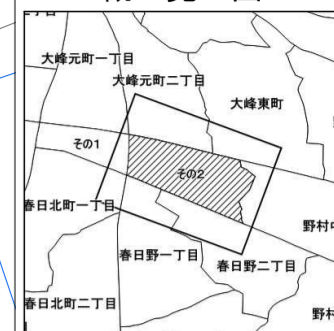 大峰元町一丁目
大峰元町二丁目
大峰東町
その1
その2
春日北町一丁目
野村
春日野一丁目
春日野二丁目
春日北町二丁目
野村